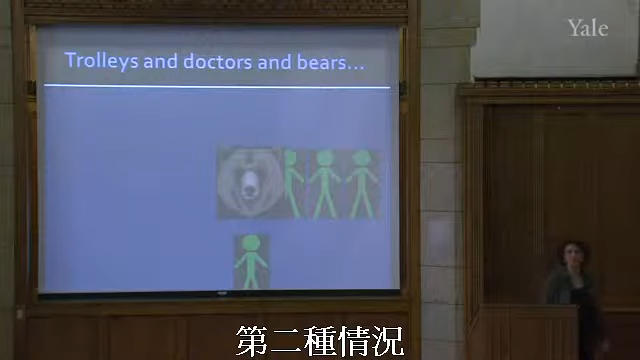 Yale
Trolleys and doctors and bears...
第二種情況